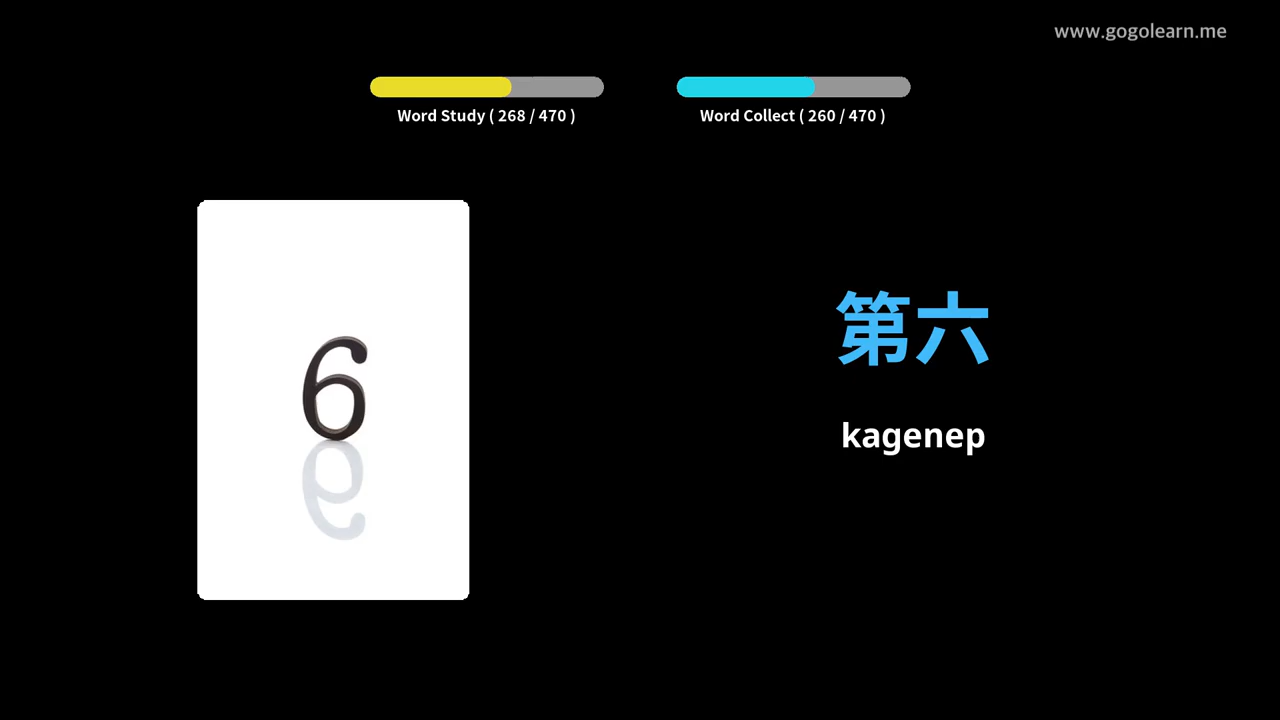 www.gogolearn.me
Word Study ( 268 / 470 )
Word Collect ( 260 / 470 )
6
第六
kagenep